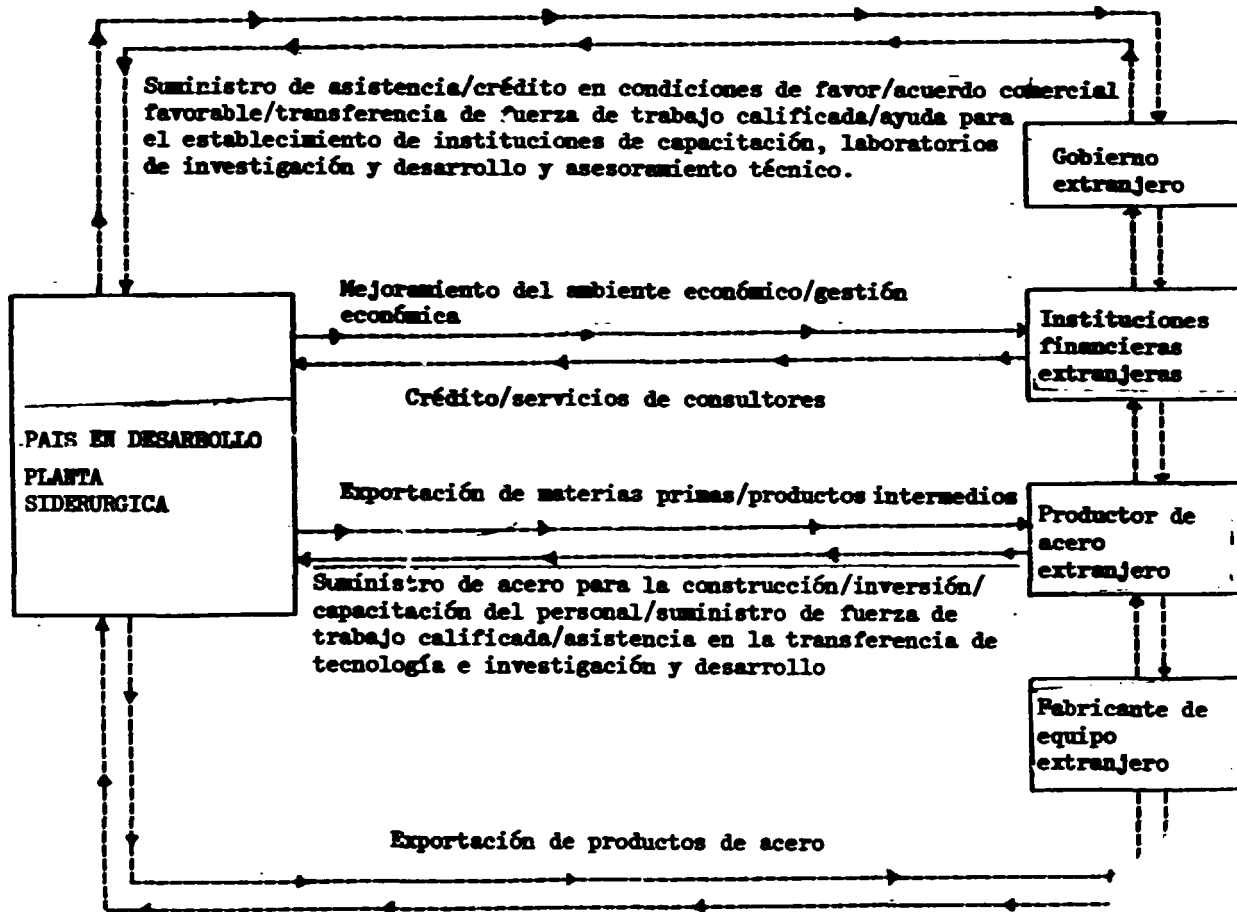 Suministro de asistencia/crédito en condiciones de favor/acuerdo comercial
favorable/transferencia de fuerza de trabajo calificada/ayuda para
el establecimiento de instituciones de capacitación, laboratorios
de investigación y desarrollo y asesoramiento técnico.
Gobierno
extranjero
Mejoramiento del ambiente económico/gestión
económica
Instituciones
financieras
extranjeras
Crédito/servicios de consultores
PAIS EN DESARROLLO
PLANTA
SIDERURGICA
Exportación de materias primas/productos intermedios
Productor de
acero
extranjero
Suministro de acero para la construcción/inversión/
capacitación del personal/suministro de fuerza de
trabajo calificada/asistencia en la transferencia de
tecnología e investigación y desarrollo
Fabricante de
equipo
extranjero
Exportación de productos de acero